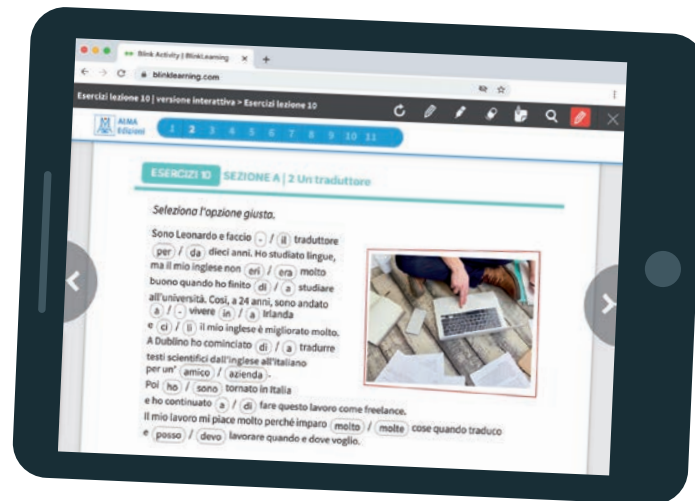 Blink Activity | BlinkLearning
blinklearning.com
Esercizi lezione 10 | versione interattiva > Esercizi lezione 10
ALMA
Edizioni
1 2 3 4 5 6 7 8 9 10 11
ESERCIZI 10 SEZIONE A | 2 Un traduttore
Seleziona l'opzione giusta.
Sono Leonardo e faccio - / il traduttore
per / da dieci anni. Ho studiato lingue,
ma il mio inglese non eri / era molto
buono quando ho finito di / a studiare
all'università. Così, a 24 anni, sono andato
a / - vivere in / a Irlanda
e ci / lì il mio inglese è migliorato molto.
A Dublino ho cominciato di / a tradurre
testi scientifici dall'inglese all'italiano
per un' amico / azienda.
Poi ho / sono tornato in Italia
e ho continuato a / di fare questo lavoro come freelance.
Il mio lavoro mi piace molto perché imparo molto / molte cose quando traduco
e posso / devo lavorare quando e dove voglio.